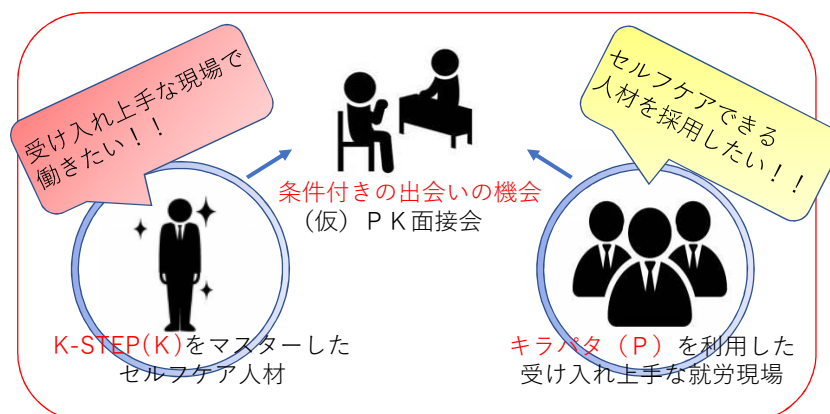 受け入れ上手な現場で
働きたい！！
セルフケアできる
人材を採用したい！！
条件付きの出会いの機会
（仮）ＰＫ面接会
K-STEP(K)をマスターした
セルフケア人材
キラパタ（Ｐ）を利用した
受け入れ上手な就労現場